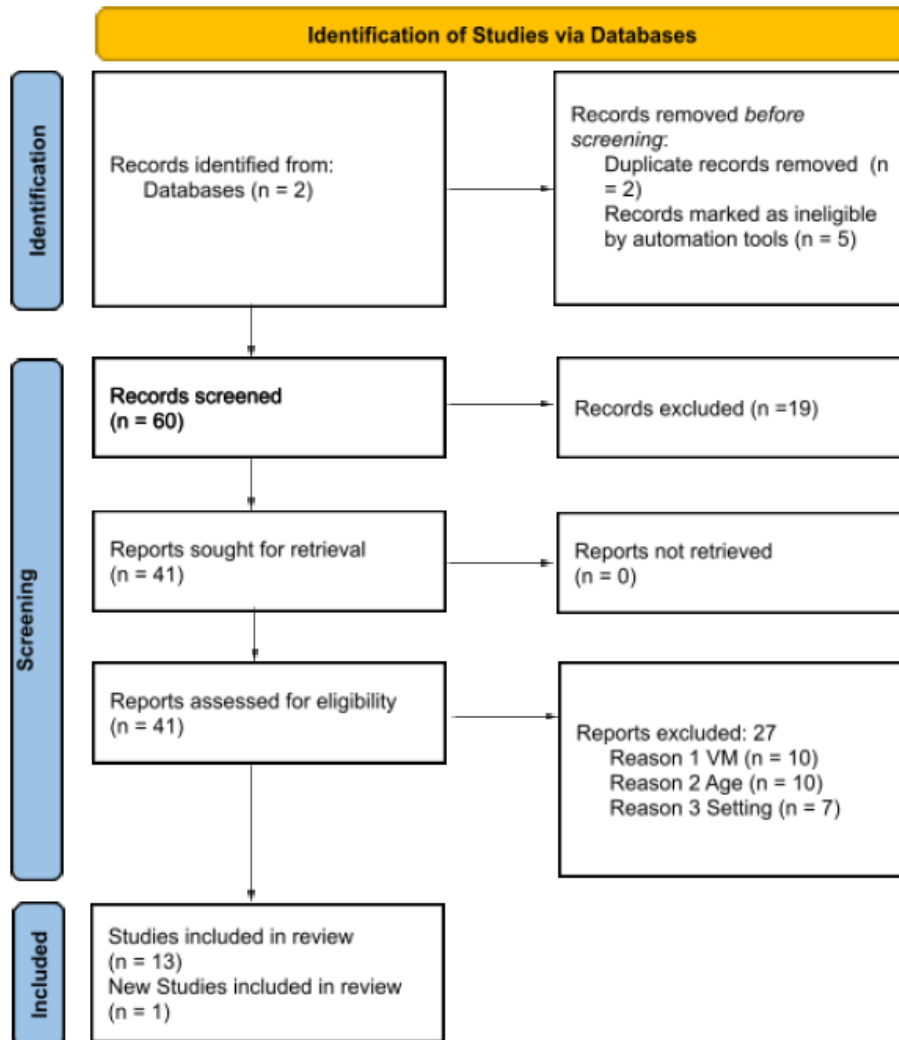 Identification of Studies via Databases
Identification
Records identified from:
Databases (n = 2)
Records removed before
screening:
Duplicate records removed (n
= 2)
Records marked as ineligible
by automation tools (n = 5)
Screening
Records screened
(n = 60)
Records excluded (n =19)
Reports sought for retrieval
(n = 41)
Reports not retrieved
(n = 0)
Reports assessed for eligibility
(n = 41)
Reports excluded: 27
Reason 1 VM (n = 10)
Reason 2 Age (n = 10)
Reason 3 Setting (n = 7)
Included
Studies included in review
(n = 13)
New Studies included in review
(n = 1)